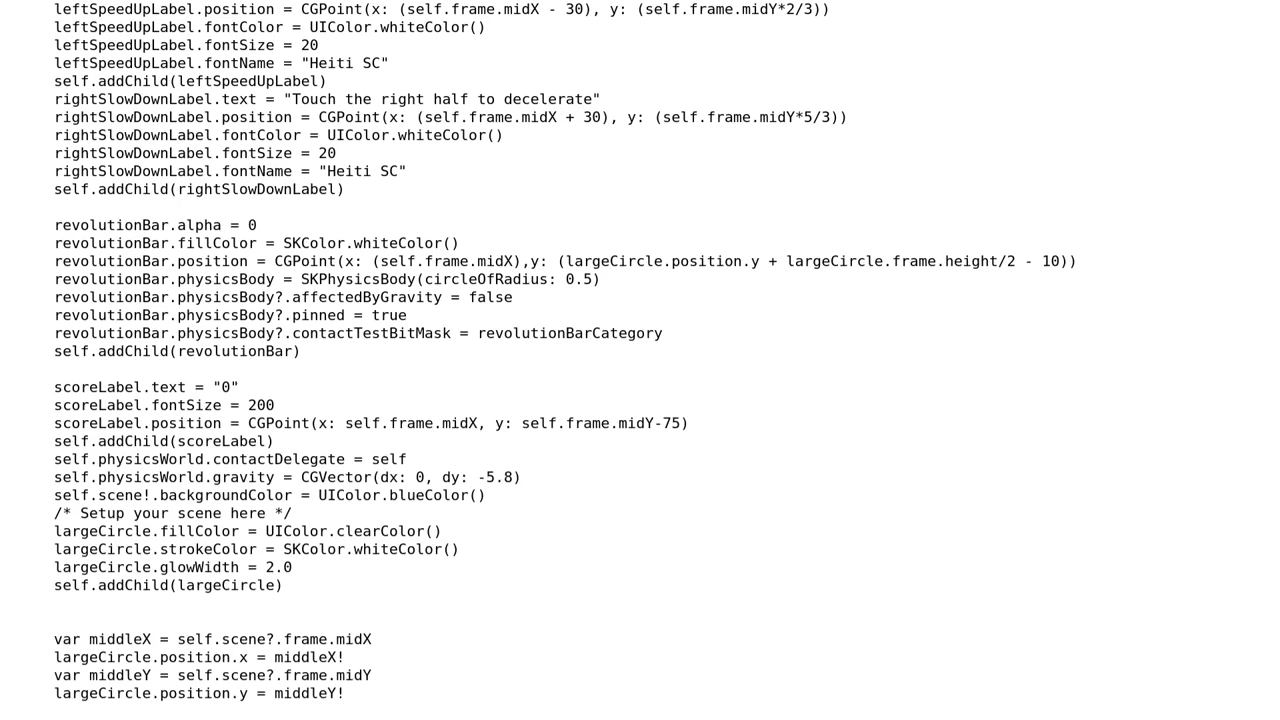 leftSpeedUpLabel.position = CGPoint(x: (self.frame.midX - 30), y: (self.frame.midY*2/3))
leftSpeedUpLabel.fontColor = UIColor.whiteColor()
leftSpeedUpLabel.fontSize = 20
leftSpeedUpLabel.fontName = "Heiti SC"
self.addChild(leftSpeedUpLabel)
rightSlowDownLabel.text = "Touch the right half to decelerate"
rightSlowDownLabel.position = CGPoint(x: (self.frame.midX + 30), y: (self.frame.midY*5/3))
rightSlowDownLabel.fontColor = UIColor.whiteColor()
rightSlowDownLabel.fontSize = 20
rightSlowDownLabel.fontName = "Heiti SC"
self.addChild(rightSlowDownLabel)

revolutionBar.alpha = 0
revolutionBar.fillColor = SKColor.whiteColor()
revolutionBar.position = CGPoint(x: (self.frame.midX),y: (largeCircle.position.y + largeCircle.frame.height/2 - 10))
revolutionBar.physicsBody = SKPhysicsBody(circleOfRadius: 0.5)
revolutionBar.physicsBody?.affectedByGravity = false
revolutionBar.physicsBody?.pinned = true
revolutionBar.physicsBody?.contactTestBitMask = revolutionBarCategory
self.addChild(revolutionBar)

scoreLabel.text = "0"
scoreLabel.fontSize = 200
scoreLabel.position = CGPoint(x: self.frame.midX, y: self.frame.midY-75)
self.addChild(scoreLabel)
self.physicsWorld.contactDelegate = self
self.physicsWorld.gravity = CGVector(dx: 0, dy: -5.8)
self.scene!.backgroundColor = UIColor.blueColor()
/* Setup your scene here */
largeCircle.fillColor = UIColor.clearColor()
largeCircle.strokeColor = SKColor.whiteColor()
largeCircle.glowWidth = 2.0
self.addChild(largeCircle)

var middleX = self.scene?.frame.midX
largeCircle.position.x = middleX!
var middleY = self.scene?.frame.midY
largeCircle.position.y = middleY!